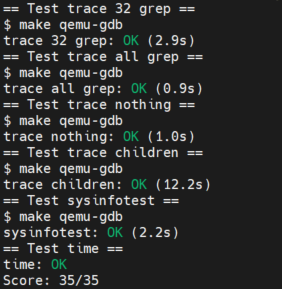 == Test trace 32 grep ==
$ make qemu-gdb
trace 32 grep: OK (2.9s)
== Test trace all grep ==
$ make qemu-gdb
trace all grep: OK (0.9s)
== Test trace nothing ==
$ make qemu-gdb
trace nothing: OK (1.0s)
== Test trace children ==
$ make qemu-gdb
trace children: OK (12.2s)
== Test sysinfotest ==
$ make qemu-gdb
sysinfotest: OK (2.2s)
== Test time ==
time: OK
Score: 35/35